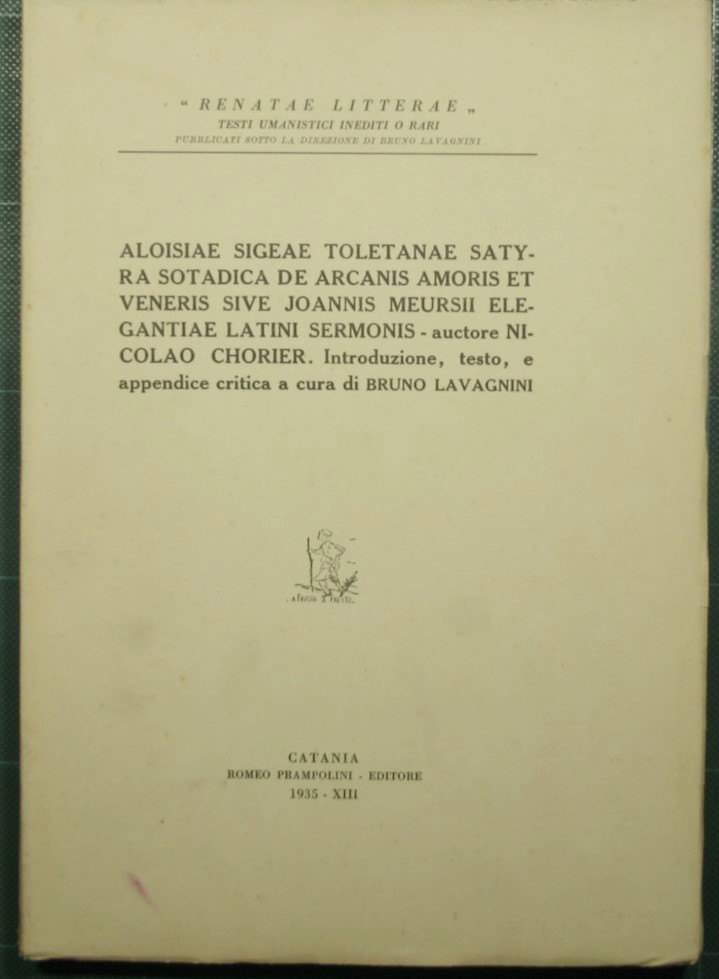 “ RENATAE LITTERAE „
TESTI UMANISTICI INEDITI O RARI
PUBBLICATI SOTTO LA DIREZIONE DI BRUNO LAVAGNINI
ALOISIAE SIGEAE TOLETANAE SATY-
RA SOTADICA DE ARCANIS AMORIS ET
VENERIS SIVE JOANNIS MEURSII ELE-
GANTIAE LATINI SERMONIS - auctore NI-
COLAO CHORIER. Introduzione, testo, e
appendice critica a cura di BRUNO LAVAGNINI
CATANIA
ROMEO PRAMPOLINI - EDITORE
1935 - XIII